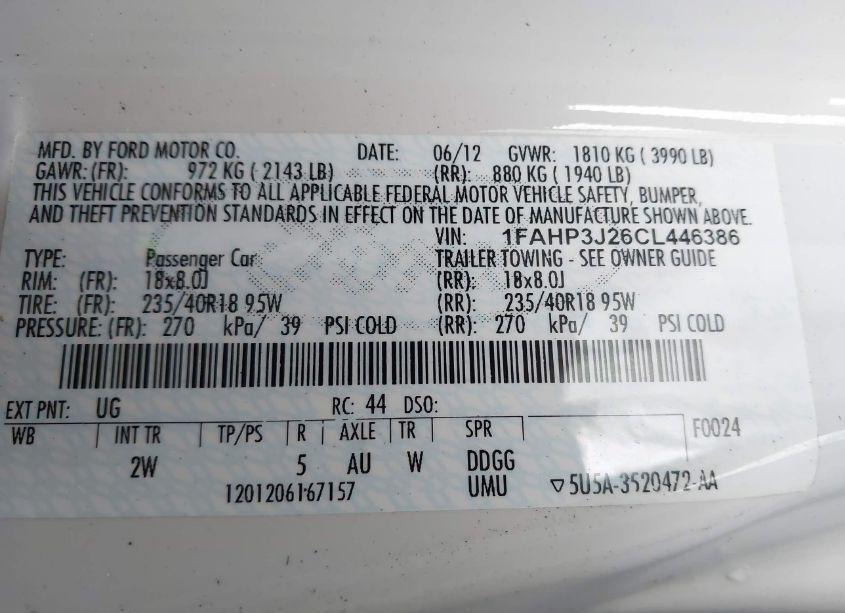 MFD. BY FORD MOTOR CO. DATE: 06/12 GVWR: 1810 KG ( 3990 LB)
GAWR: (FR): 972 KG ( 2143 LB) (RR): 880 KG ( 1940 LB)
THIS VEHICLE CONFORMS TO ALL APPLICABLE FEDERAL MOTOR VEHICLE SAFETY, BUMPER,
AND THEFT PREVENTION STANDARDS IN EFFECT ON THE DATE OF MANUFACTURE SHOWN ABOVE.
VIN: 1FAHP3J26CL446386
TYPE: Passenger Car TRAILER TOWING - SEE OWNER GUIDE
RIM: (FR): 18x8.0J (RR): 18x8.0J
TIRE: (FR): 235/40R18 95W (RR): 235/40R18 95W
PRESSURE: (FR): 270 kPa/ 39 PSI COLD (RR): 270 kPa/ 39 PSI COLD
EXT PNT: UG RC: 44 DSO:
WB INT TR TP/PS R AXLE TR SPR F0024
2W 5 AU W DDGG
1201206167157 UMU ▽5U5A-3520472-AA